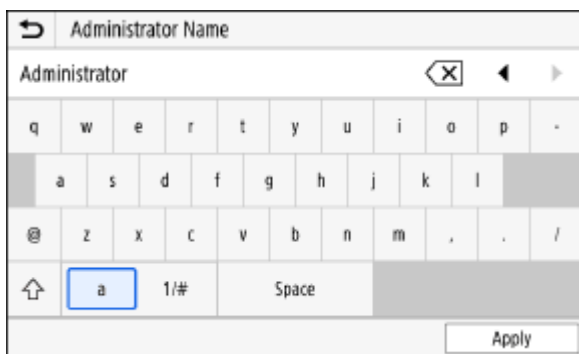 Administrator Name
Administrator
q w e r t y u i o p -
a s d f g h j k l
@ z x c v b n m , . /
a 1/# Space
Apply